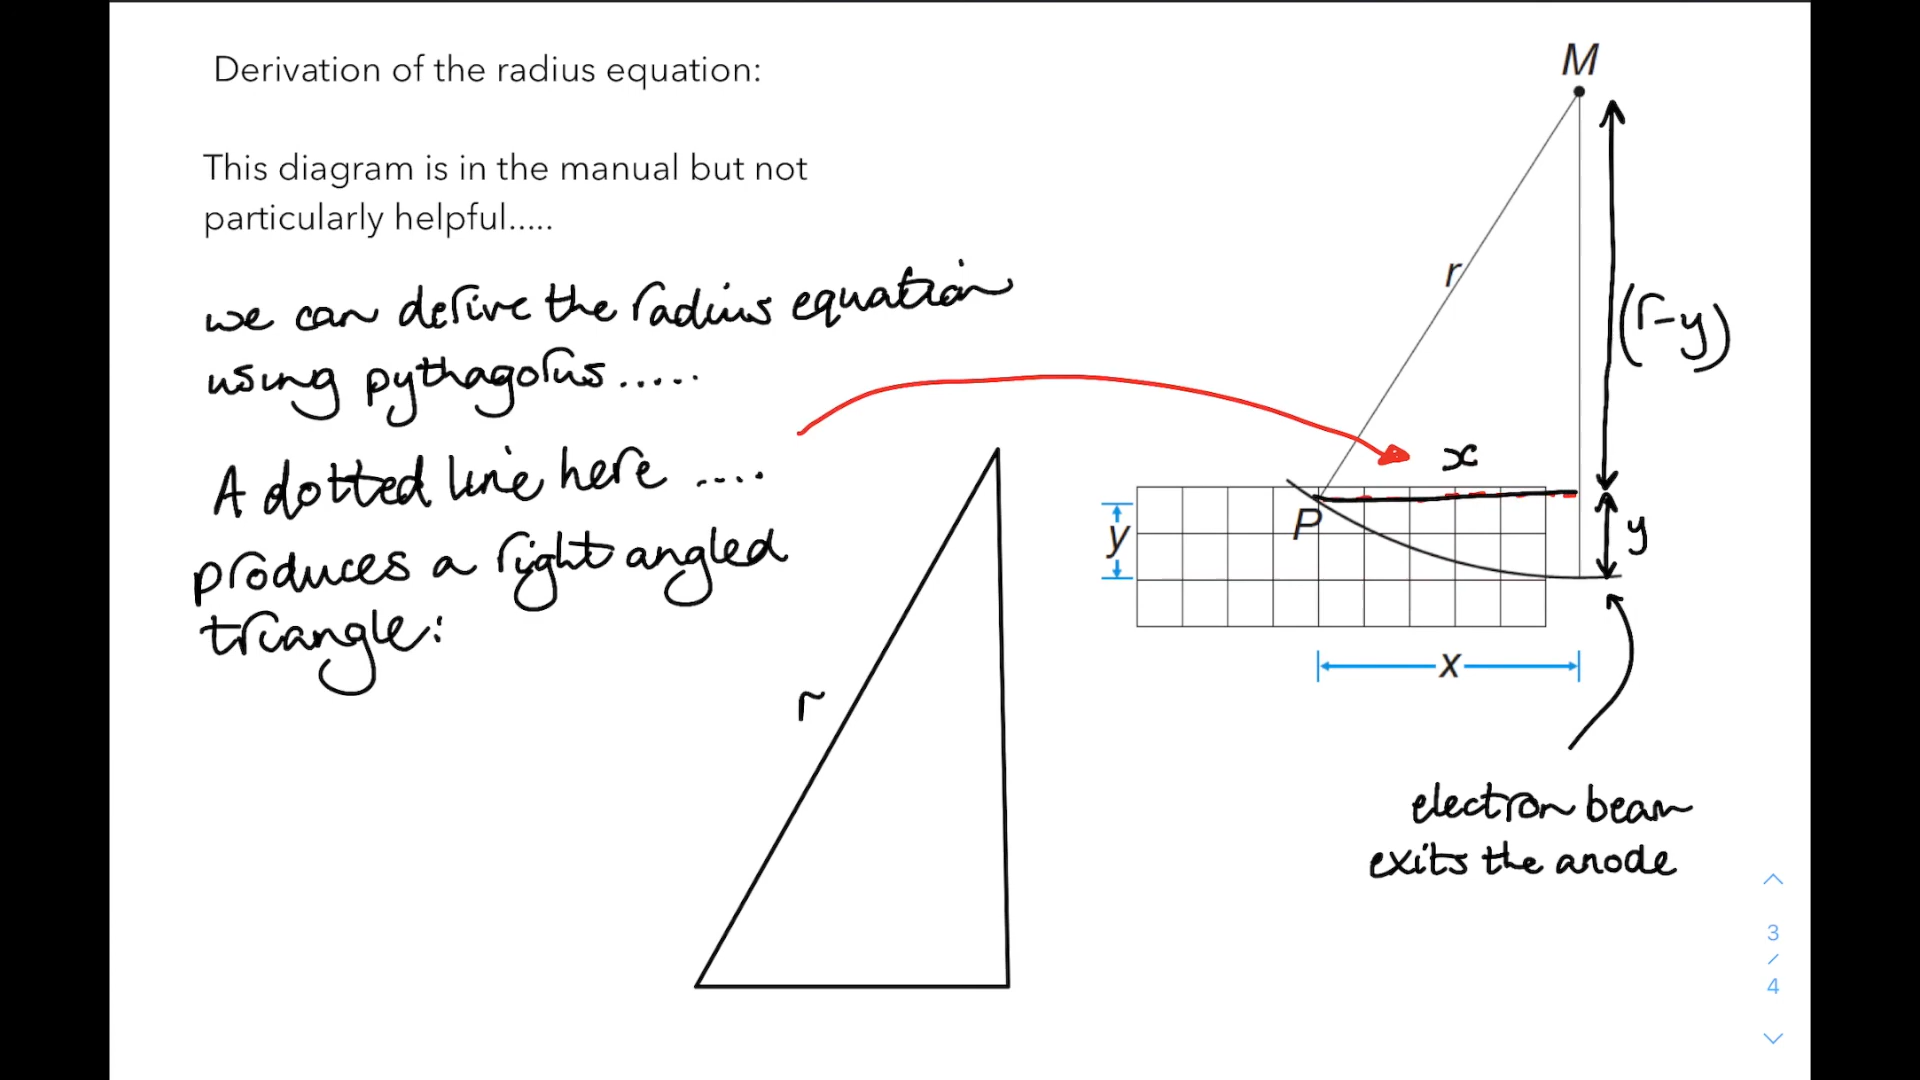 Derivation of the radius equation:
This diagram is in the manual but not
particularly helpful.....
we can derive the radius equation
using pythagorus.....
A dotted line here ....
produces a right angled
triangle:
r
M
r
(r-y)
x
P
y
y
x
electron beam
exits the anode
3
/
4